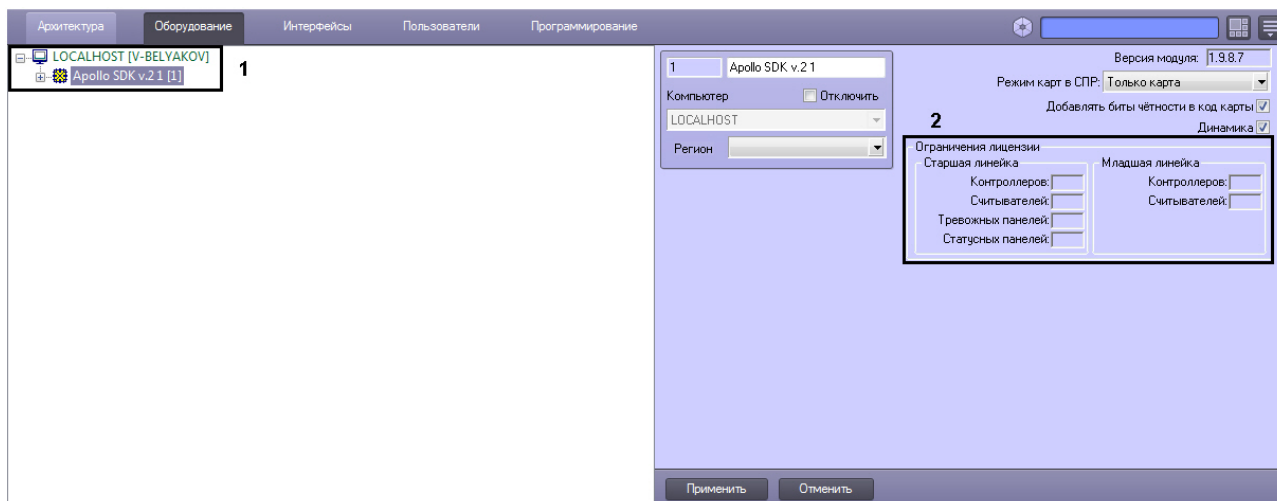 Архитектура Оборудование Интерфейсы Пользователи Программирование
LOCALHOST [V-BELYAKOV]
Apollo SDK v.2 1 [1]
1
1 Apollo SDK v.2 1
Компьютер Отключить
LOCALHOST
Регион
Версия модуля: 1.9.8.7
Режим карт в СПР: Только карта
Добавлять биты чётности в код карты
Динамика
2
Ограничения лицензии
Старшая линейка
Контроллеров:
Считывателей:
Тревожных панелей:
Статусных панелей:
Младшая линейка
Контроллеров:
Считывателей:
Применить Отменить